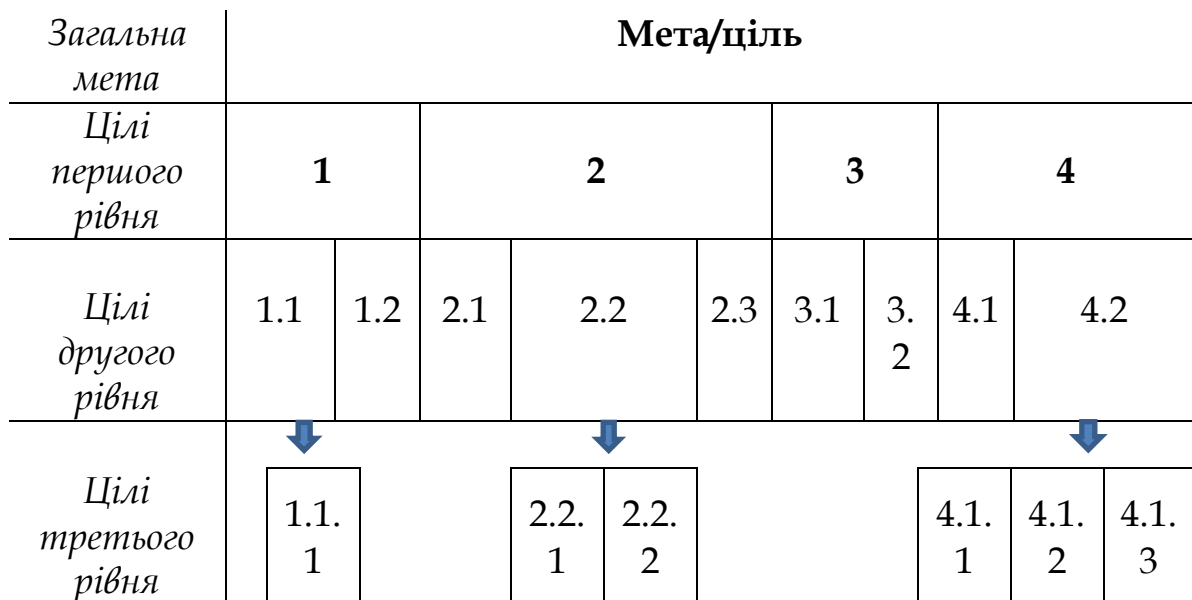 Загальна
мета
Мета/ціль
Цілі
першого
рівня
1 2 3 4
Цілі
другого
рівня
1.1 1.2 2.1 2.2 2.3 3.1 3.
2 4.1 4.2
Цілі
третього
рівня
1.1.
1
2.2.
1
2.2.
2
4.1.
1
4.1.
2
4.1.
3